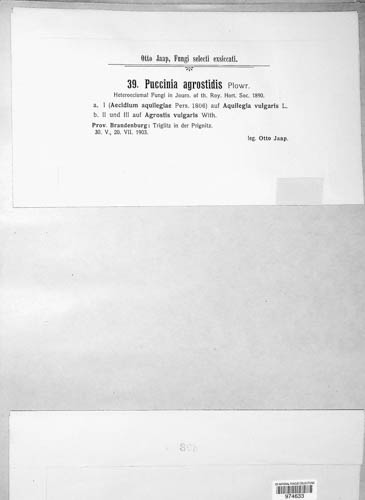 Otto Jaap, Fungi selecti exsiccati.
39. Puccinia agrostidis Plowr.
Heteroecismal Fungi in Journ. of th. Roy. Hort. Soc. 1890.
a. I (Aecidium aquilegiae Pers. 1806) auf Aquilegia vulgaris L.
b. II und III auf Agrostis vulgaris With.
Prov. Brandenburg: Triglitz in der Prignitz.
30. V., 20. VII. 1903.
leg. Otto Jaap.
974633